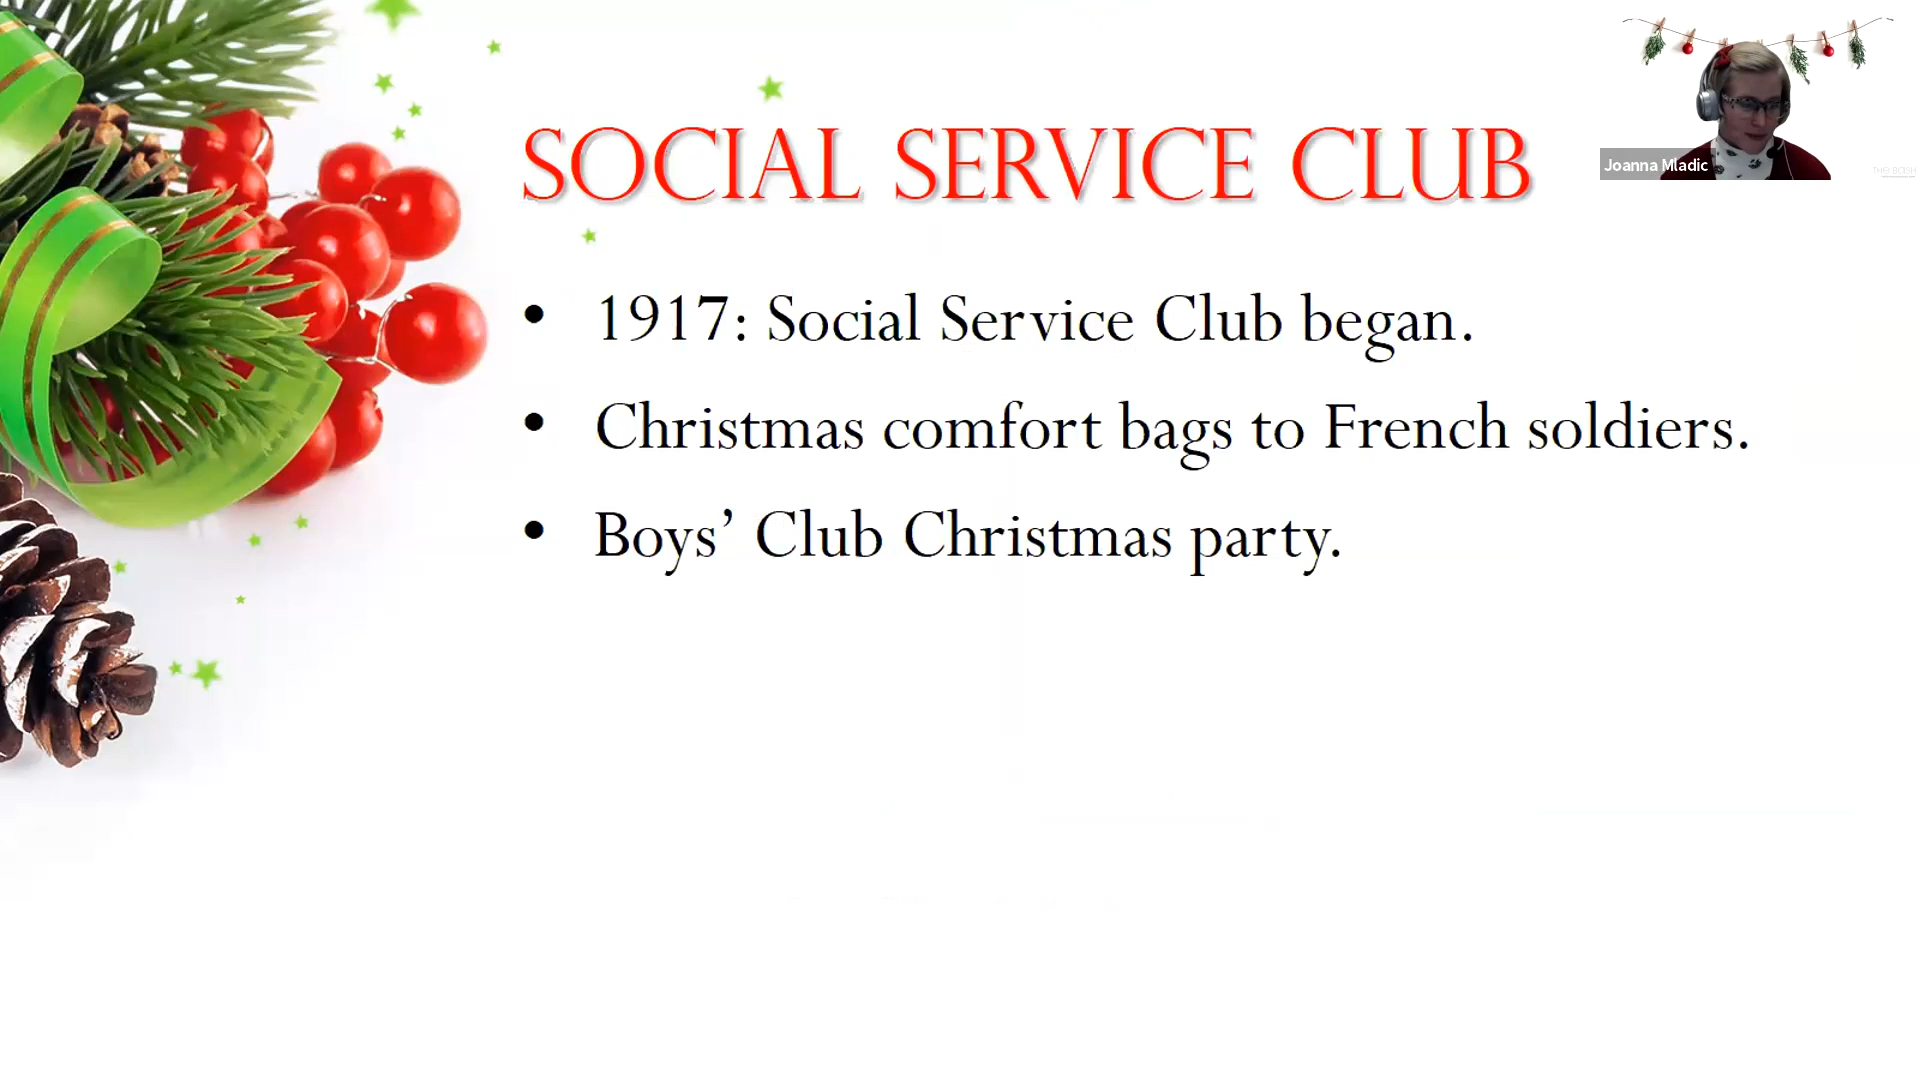 SOCIAL SERVICE CLUB
Joanna Mladic
• 1917: Social Service Club began.
• Christmas comfort bags to French soldiers.
• Boys’ Club Christmas party.